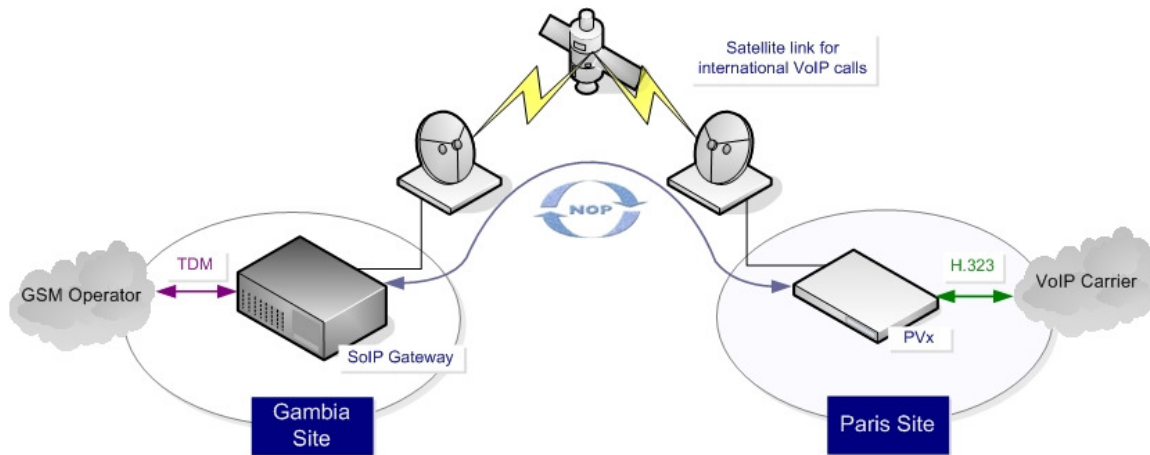 Satellite link for
international VoIP calls
NOP
TDM
GSM Operator
SoIP Gateway
Gambia
Site
H.323
VoIP Carrier
PVx
Paris Site